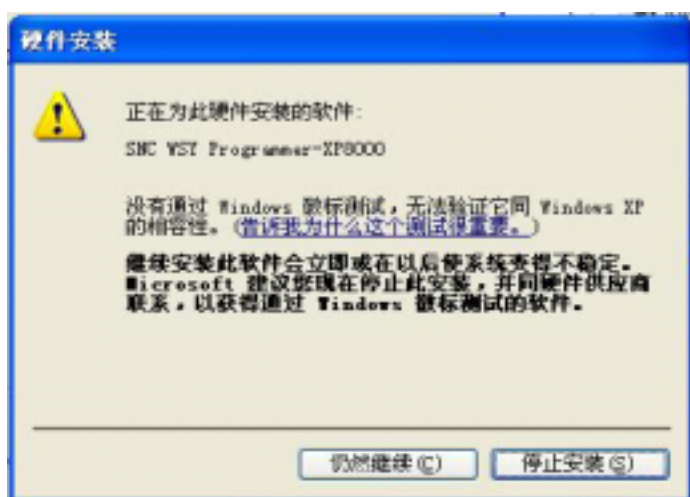 硬件安装
正在为此硬件安装的软件:
SNC WSY Programmer-XP8000
没有通过 Windows 徽标测试，无法验证它同 Windows XP
的相容性。(告诉我为什么这个测试很重要。)
继续安装此软件会立即或在以后使系统变得不稳定。
Microsoft 建议您现在停止此安装，并同硬件供应商
联系，以获得通过 Windows 徽标测试的软件。
仍然继续(C)
停止安装(S)